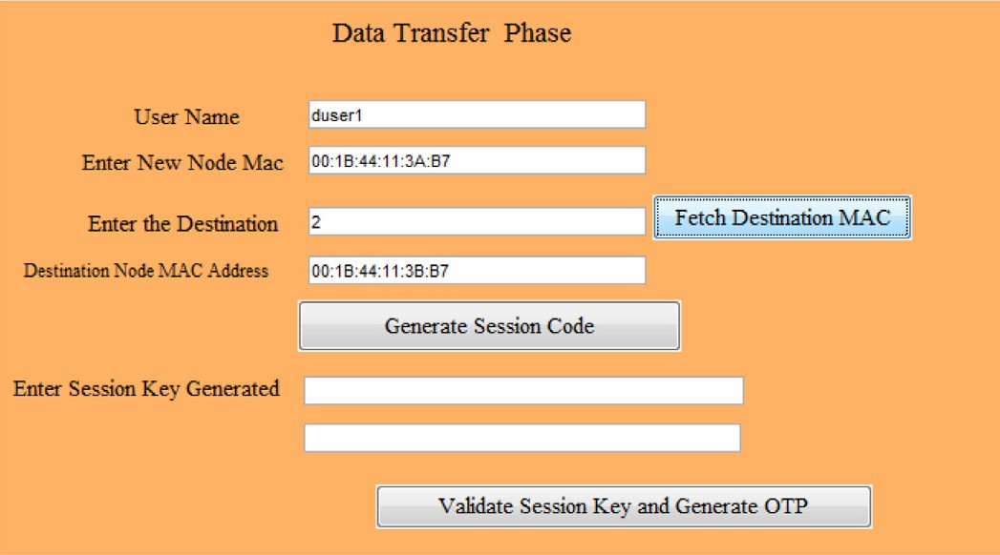 Data Transfer Phase
User Name duser1
Enter New Node Mac 00:1B:44:11:3A:B7
Enter the Destination 2 Fetch Destination MAC
Destination Node MAC Address 00:1B:44:11:3B:B7
Generate Session Code
Enter Session Key Generated
Validate Session Key and Generate OTP